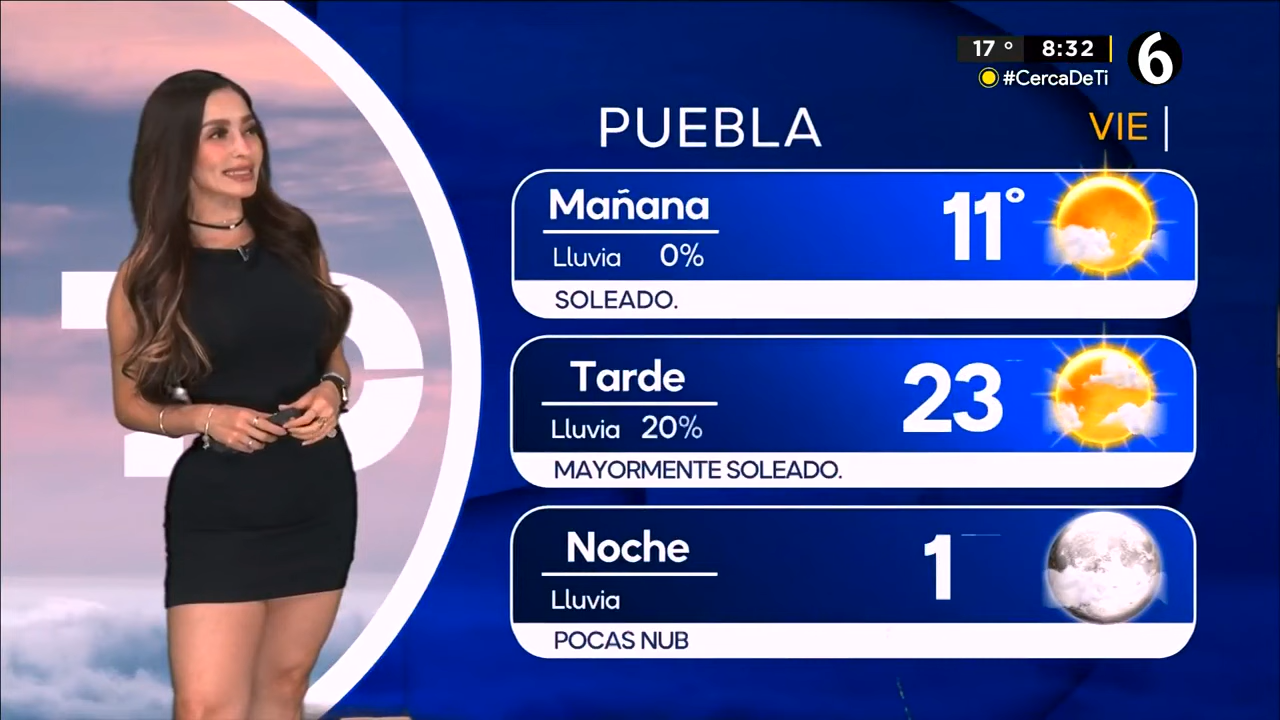 17 ° 8:32
6
#CercaDeTi
PUEBLA
VIE
Mañana
11°
Lluvia 0%
SOLEADO.
Tarde
23
Lluvia 20%
MAYORMENTE SOLEADO.
Noche
1
Lluvia
POCAS NUB